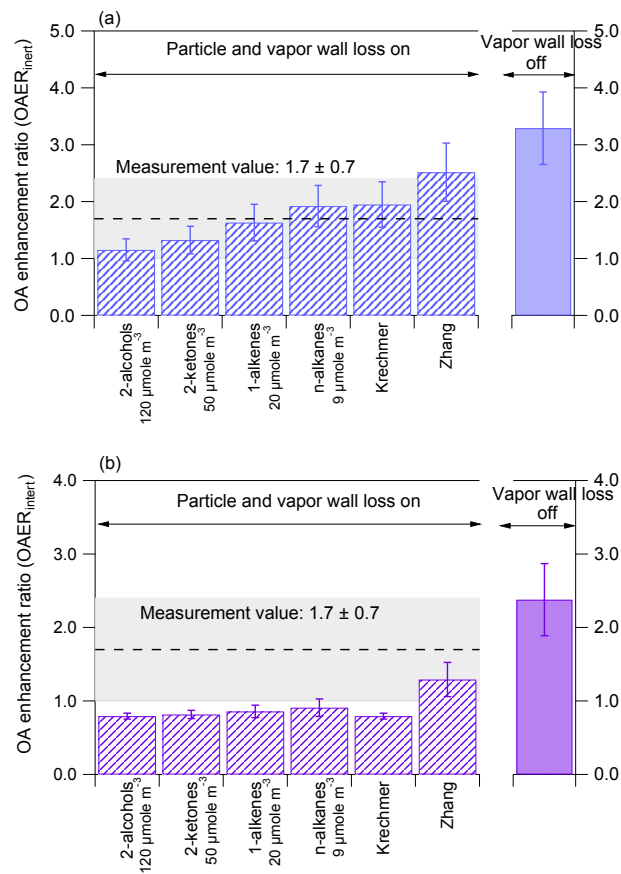 (a)
OA enhancement ratio (OAERinert)
5.0
4.0
3.0
2.0
1.0
0.0
Particle and vapor wall loss on
Measurement value: 1.7 ± 0.7
2-alcohols
120 µmole m-3
2-ketones
50 µmole m-3
1-alkenes
20 µmole m-3
n-alkanes
9 µmole m-3
Krechmer
Zhang
Vapor wall loss
off
5.0
4.0
3.0
2.0
1.0
0.0
(b)
OA enhancement ratio (OAERintert)
4.0
3.0
2.0
1.0
0.0
Particle and vapor wall loss on
Measurement value: 1.7 ± 0.7
2-alcohols
120 µmole m-3
2-ketones
50 µmole m-3
1-alkenes
20 µmole m-3
n-alkanes
9 µmole m-3
Krechmer
Zhang
Vapor wall loss
off
4.0
3.0
2.0
1.0
0.0